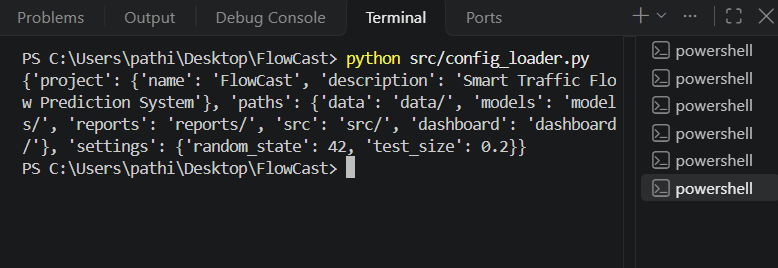 Problems Output Debug Console Terminal Ports
PS C:\Users\pathi\Desktop\FlowCast> python src/config_loader.py
{'project': {'name': 'FlowCast', 'description': 'Smart Traffic Flo
w Prediction System'}, 'paths': {'data': 'data/', 'models': 'model
s/', 'reports': 'reports/', 'src': 'src/', 'dashboard': 'dashboard
/'}, 'settings': {'random_state': 42, 'test_size': 0.2}}
PS C:\Users\pathi\Desktop\FlowCast>
powershell
powershell
powershell
powershell
powershell
powershell